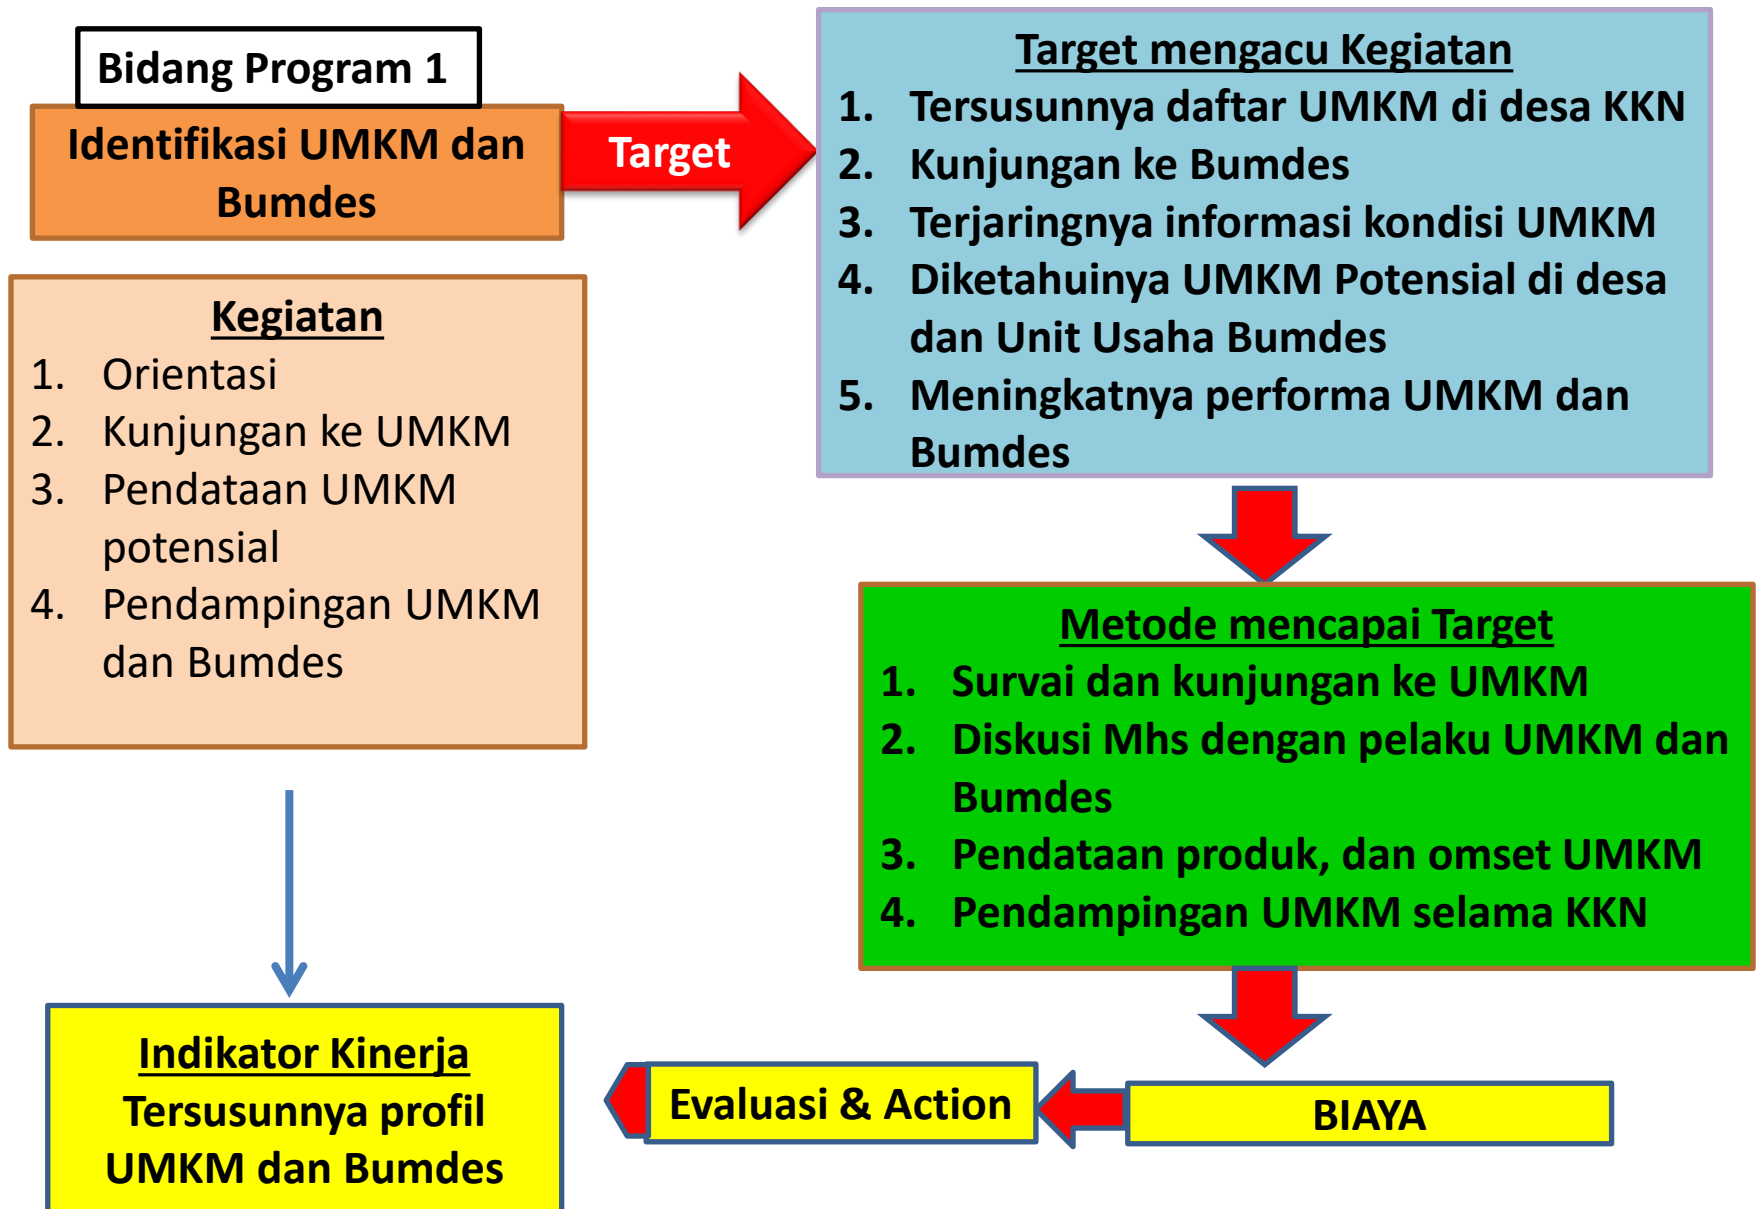 Bidang Program 1
Identifikasi UMKM dan
Bumdes
Target
Target mengacu Kegiatan
1. Tersusunnya daftar UMKM di desa KKN
2. Kunjungan ke Bumdes
3. Terjaringnya informasi kondisi UMKM
4. Diketahuinya UMKM Potensial di desa
dan Unit Usaha Bumdes
5. Meningkatnya performa UMKM dan
Bumdes
Kegiatan
1. Orientasi
2. Kunjungan ke UMKM
3. Pendataan UMKM
potensial
4. Pendampingan UMKM
dan Bumdes
Metode mencapai Target
1. Survai dan kunjungan ke UMKM
2. Diskusi Mhs dengan pelaku UMKM dan
Bumdes
3. Pendataan produk, dan omset UMKM
4. Pendampingan UMKM selama KKN
BIAYA
Evaluasi & Action
Indikator Kinerja
Tersusunnya profil
UMKM dan Bumdes